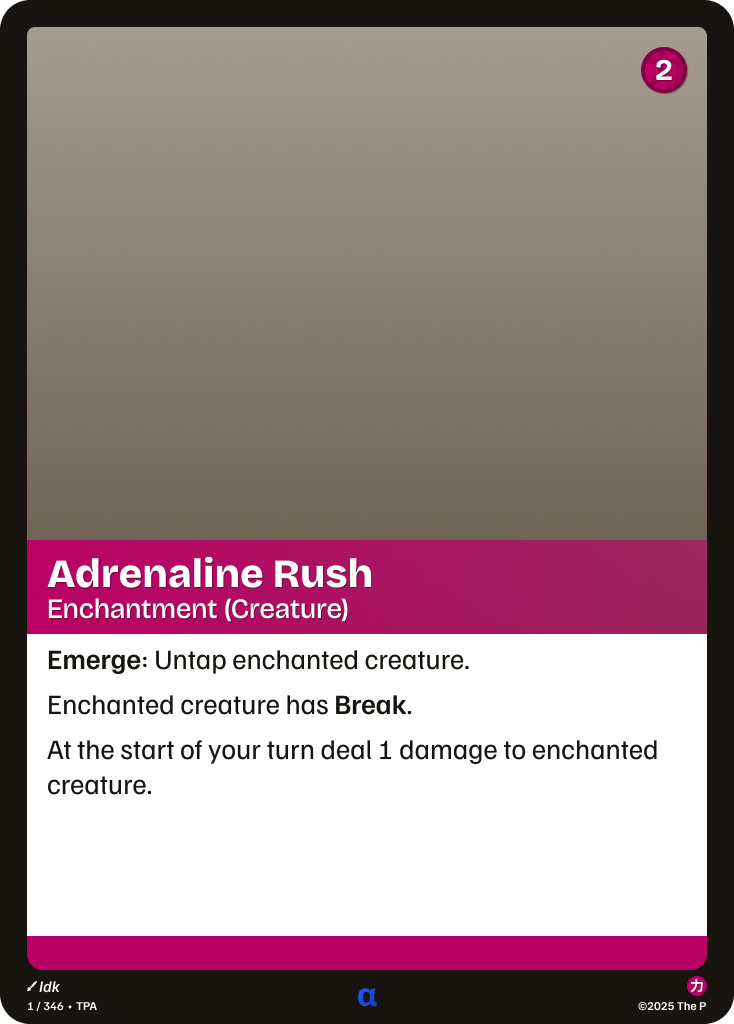 2
Adrenaline Rush
Enchantment (Creature)
Emerge: Untap enchanted creature.
Enchanted creature has Break.
At the start of your turn deal 1 damage to enchanted
creature.
Idk
1 / 346 • TPA
α
力
©2025 The P